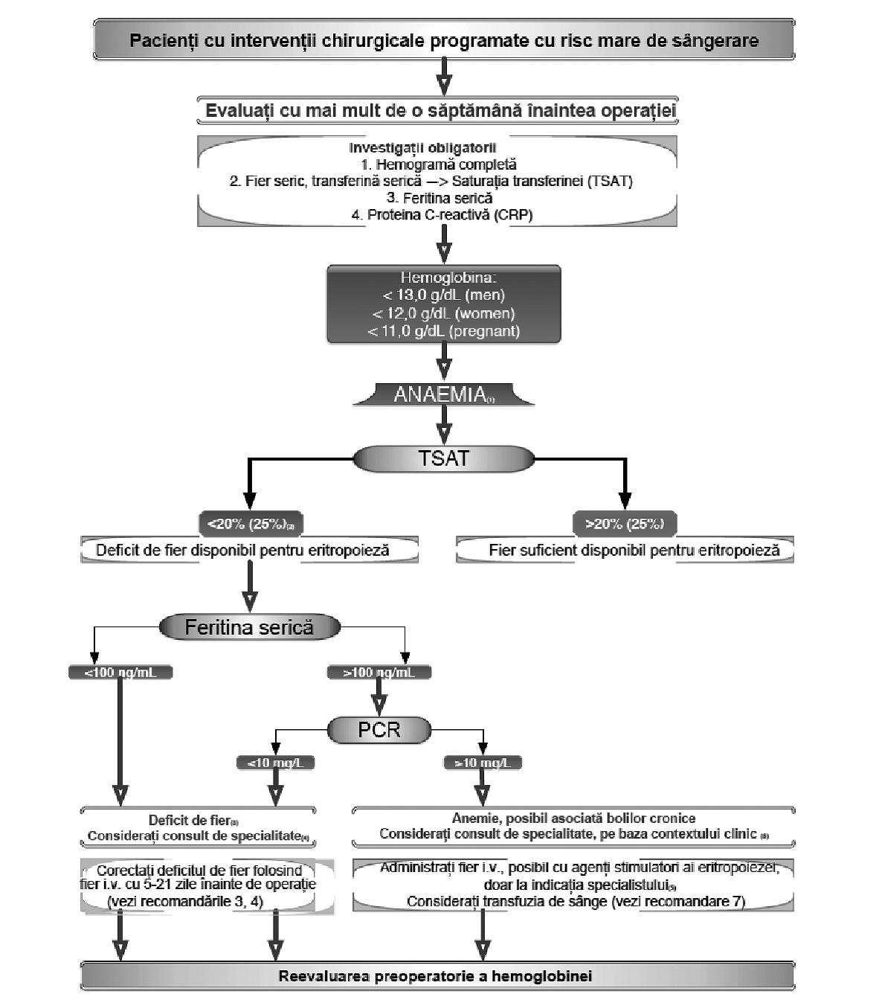 Pacienți cu intervenții chirurgicale programate cu risc mare de sângerare
Evaluați cu mai mult de o săptămână înaintea operației
Investigații obligatorii
1. Hemogramă completă
2. Fier seric, transferină serică —> Saturația transferinei (TSAT)
3. Feritina serică
4. Proteina C-reactivă (CRP)
Hemoglobina:
< 13,0 g/dL (men)
< 12,0 g/dL (women)
< 11,0 g/dL (pregnant)
ANAEMIA(1)
TSAT
<20% (25%)(2)
>20% (25%)
Deficit de fier disponibil pentru eritropoieză
Fier suficient disponibil pentru eritropoieză
Feritina serică
<100 ng/mL
>100 ng/mL
PCR
<10 mg/L
>10 mg/L
Deficit de fier(3)
Considerați consult de specialitate(4)
Anemie, posibil asociată bolilor cronice
Considerați consult de specialitate, pe baza contextului clinic (5)
Corectați deficitul de fier folosind
fier i.v. cu 5-21 zile înainte de operație
(vezi recomandările 3, 4)
Administrați fier i.v., posibil cu agenți stimulatori ai eritropoiezei,
doar la indicația specialistului(5)
Considerați transfuzia de sânge (vezi recomandare 7)
Reevaluarea preoperatorie a hemoglobinei